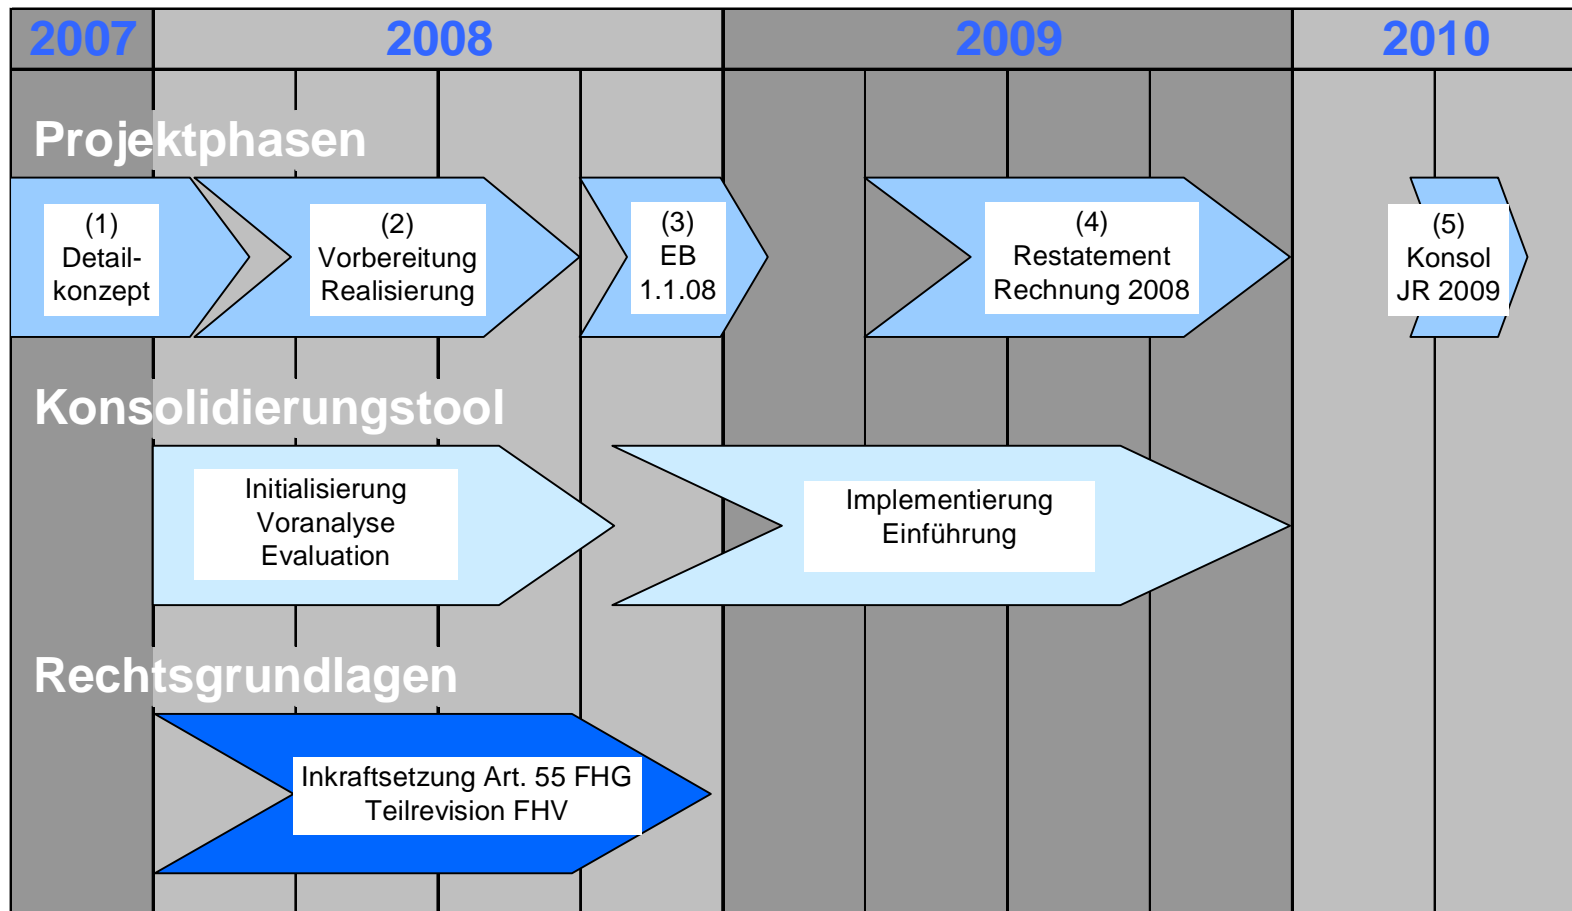 2007 2008 2009 2010
Projektphasen
(1)
Detail-
konzept
(2)
Vorbereitung
Realisierung
(3)
EB
1.1.08
(4)
Restatement
Rechnung 2008
(5)
Konsol
JR 2009
Konsolidierungstool
Initialisierung
Voranalyse
Evaluation
Implementierung
Einführung
Rechtsgrundlagen
Inkraftsetzung Art. 55 FHG
Teilrevision FHV